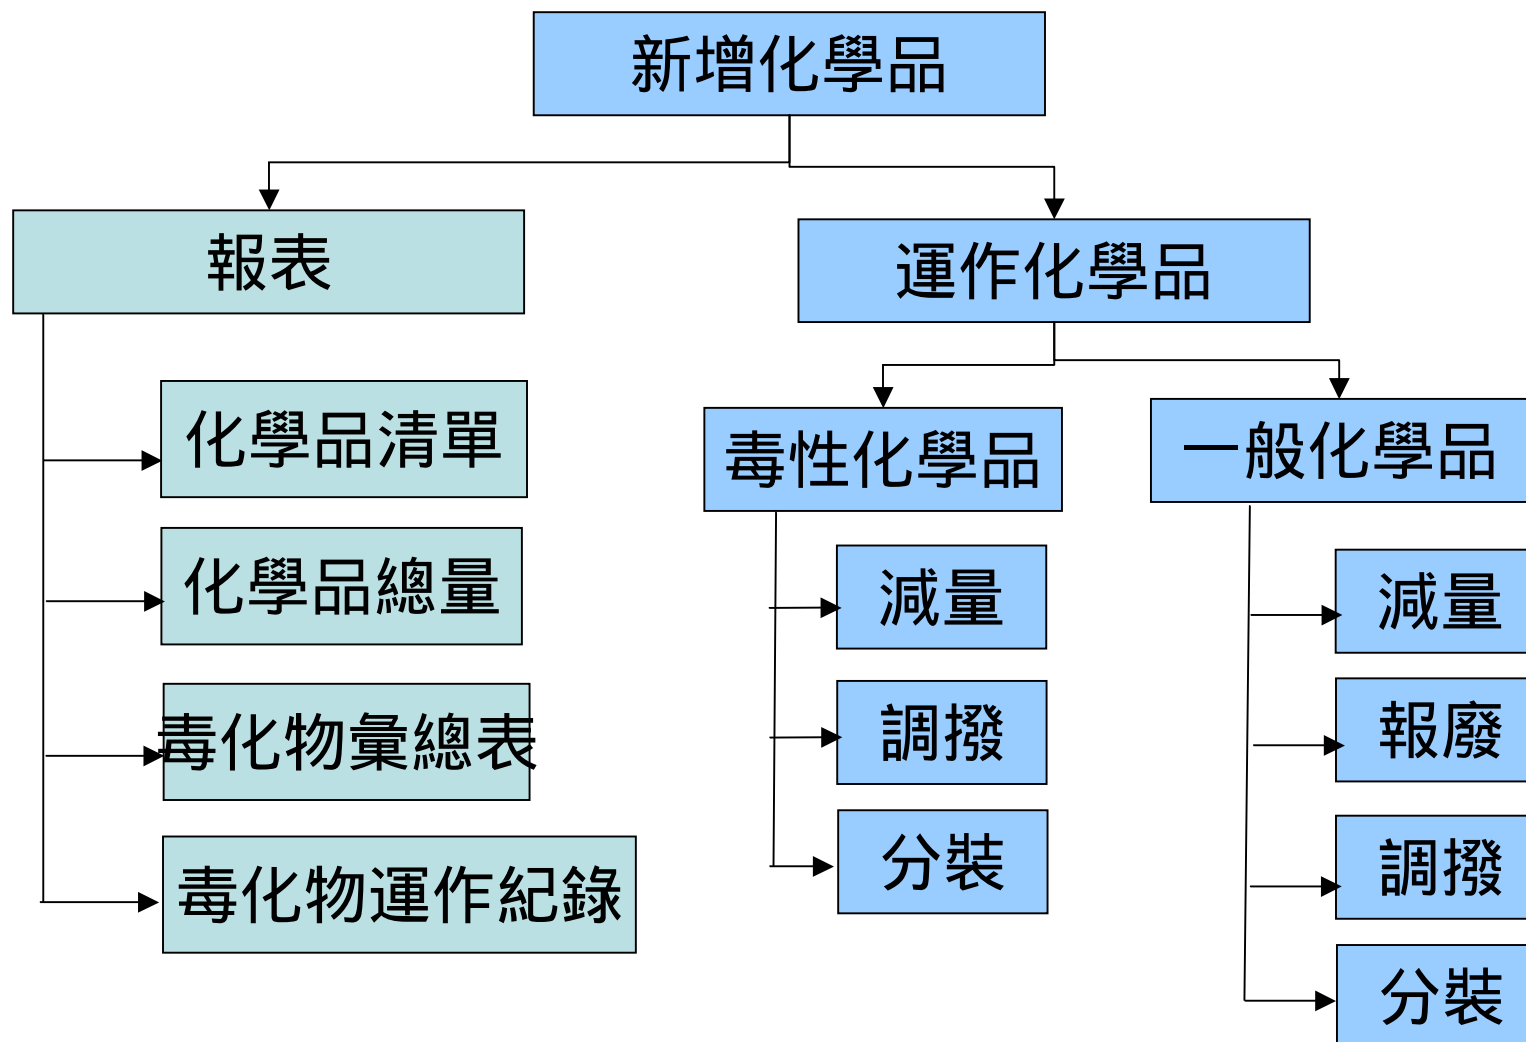 新增化學品
報表
運作化學品
化學品清單
化學品總量
毒化物彙總表
毒化物運作紀錄
毒性化學品
減量
調撥
分裝
一般化學品
減量
報廢
調撥
分裝